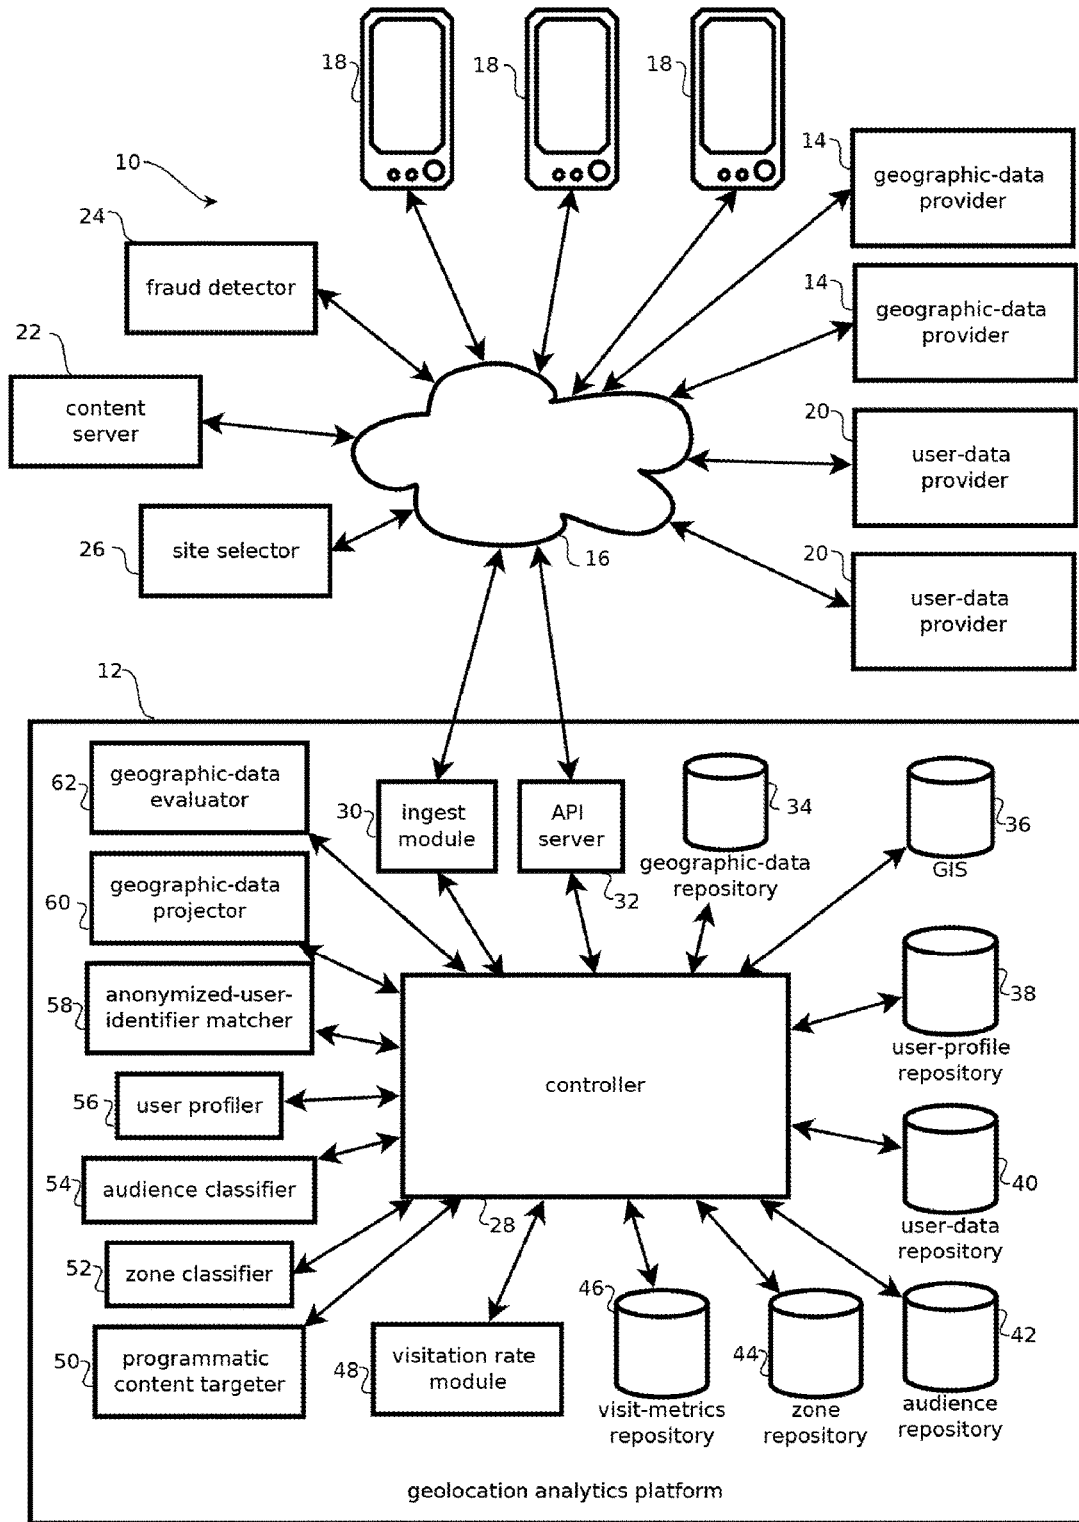 18
18
18
10
14
geographic-data
provider
24
fraud detector
14
geographic-data
provider
22
content
server
20
user-data
provider
26
site selector
16
20
user-data
provider
12
62
geographic-data
evaluator
30
ingest
module
API
server
32
34
geographic-data
repository
36
GIS
60
geographic-data
projector
58
anonymized-user-
identifier matcher
38
user-profile
repository
56
user profiler
controller
28
54
audience classifier
40
user-data
repository
52
zone classifier
50
programmatic
content targeter
48
visitation rate
module
46
visit-metrics
repository
44
zone
repository
42
audience
repository
geolocation analytics platform